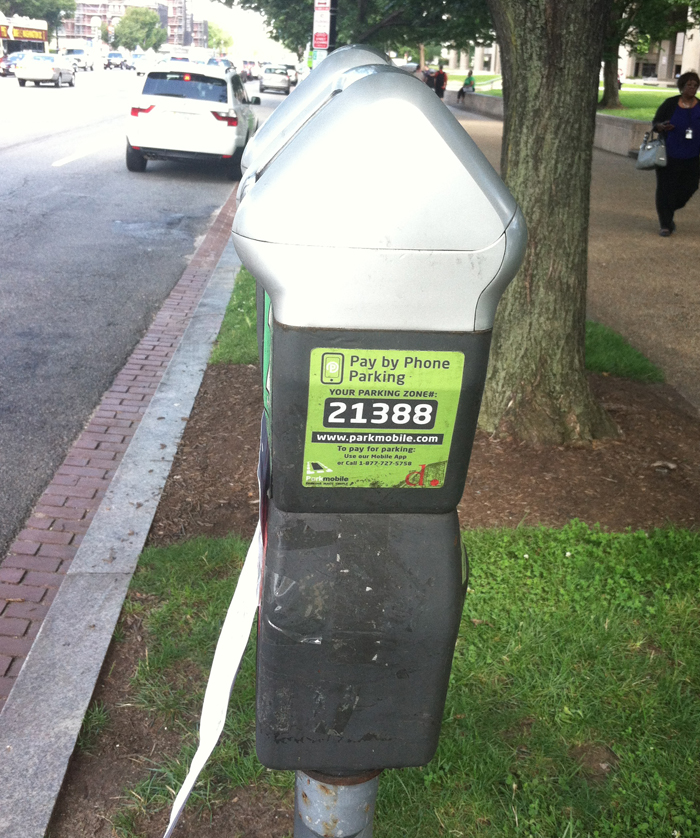 Pay by Phone
Parking
YOUR PARKING ZONE#:
21388
www.parkmobile.com
To pay for parking:
Use our Mobile App
or Call 1-877-727-5758
Parkmobile
d.